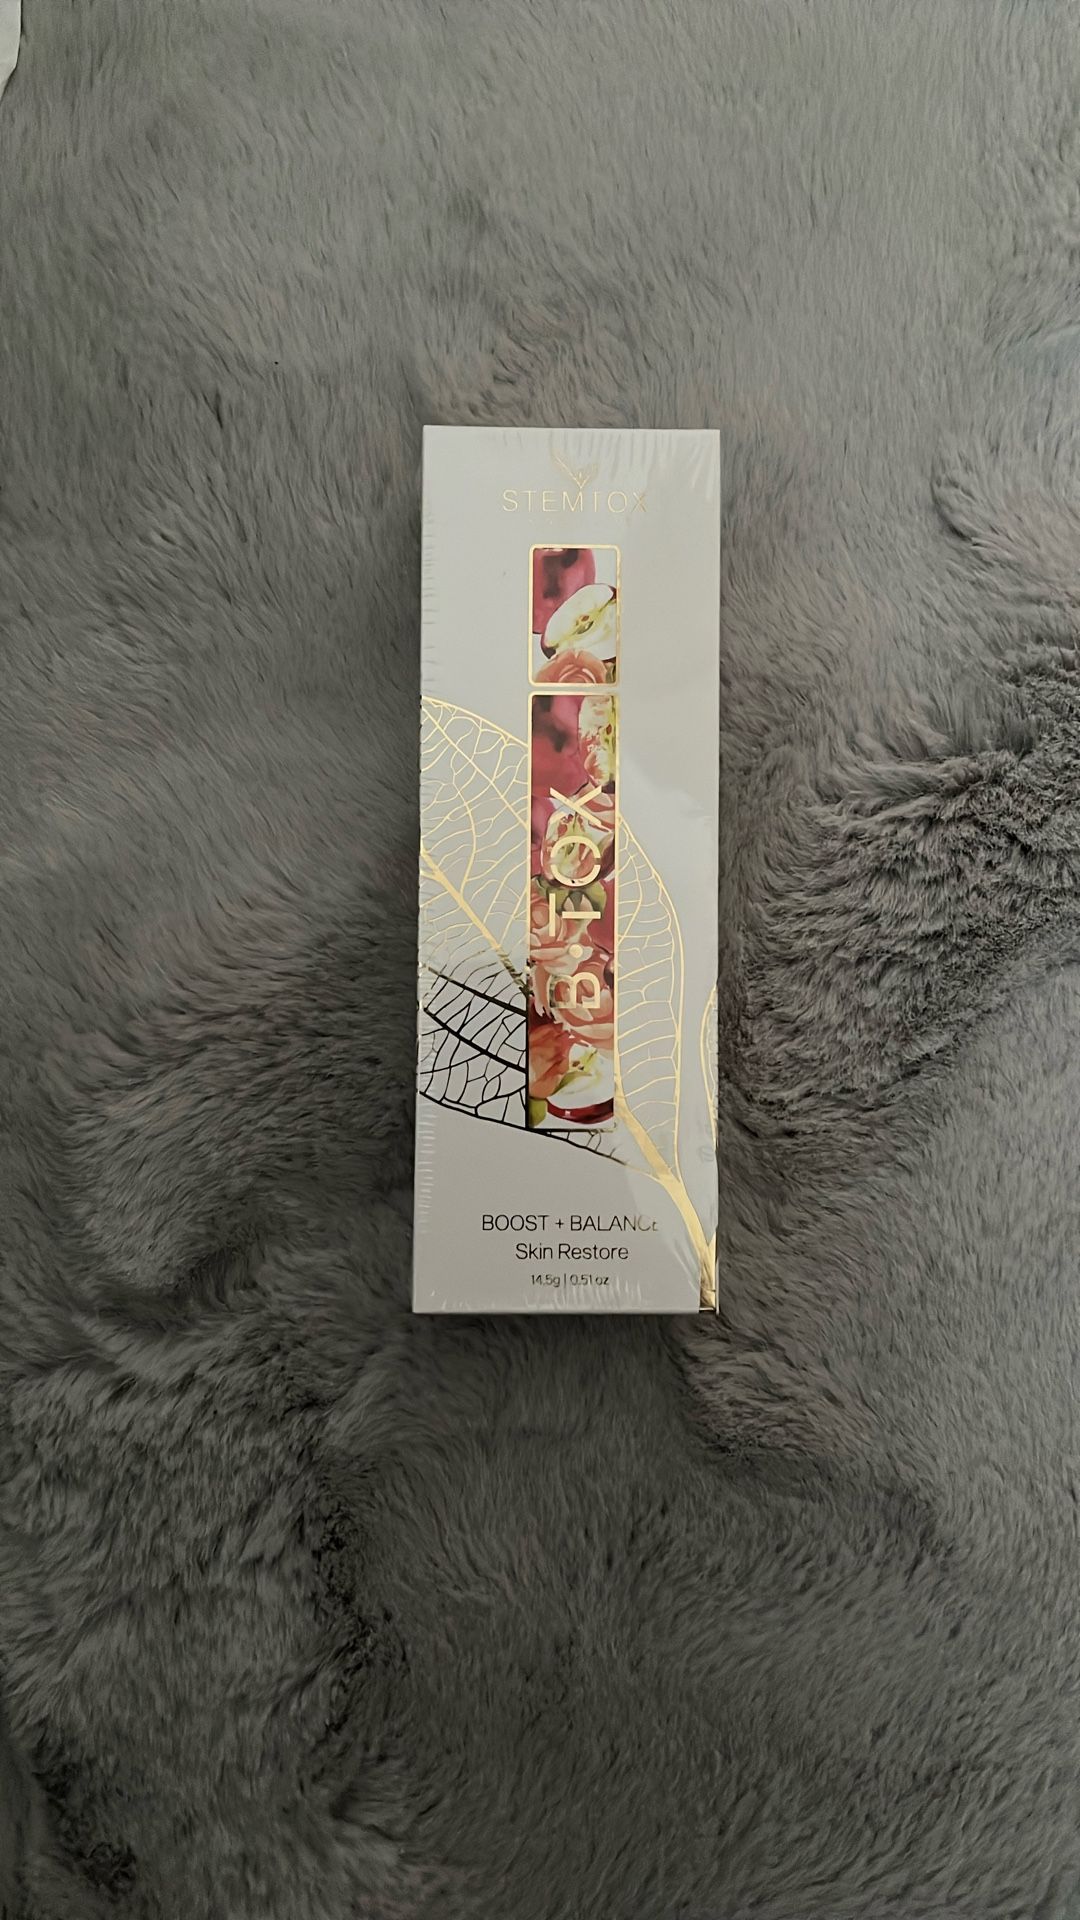 STEMTOX
B·TOX
BOOST + BALANCE
Skin Restore
14.5g | 0.51 oz